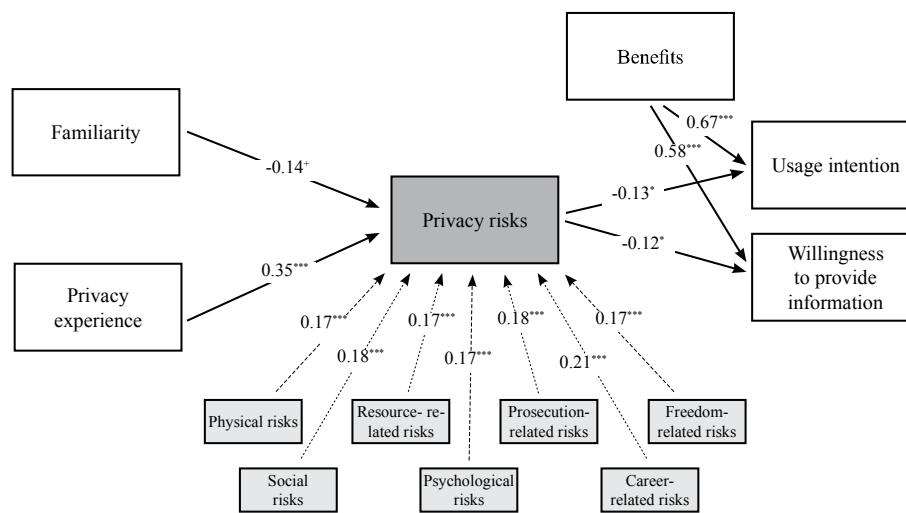 Benefits
Familiarity
0.67***
0.58***
Usage intention
-0.14+
-0.13*
Privacy risks
-0.12*
Willingness
to provide
information
0.35***
Privacy
experience
0.17***
0.17***
0.18***
0.17***
0.18***
0.17***
0.21***
Physical risks
Resource- re-
lated risks
Prosecution-
related risks
Freedom-
related risks
Social
risks
Psychological
risks
Career-
related risks